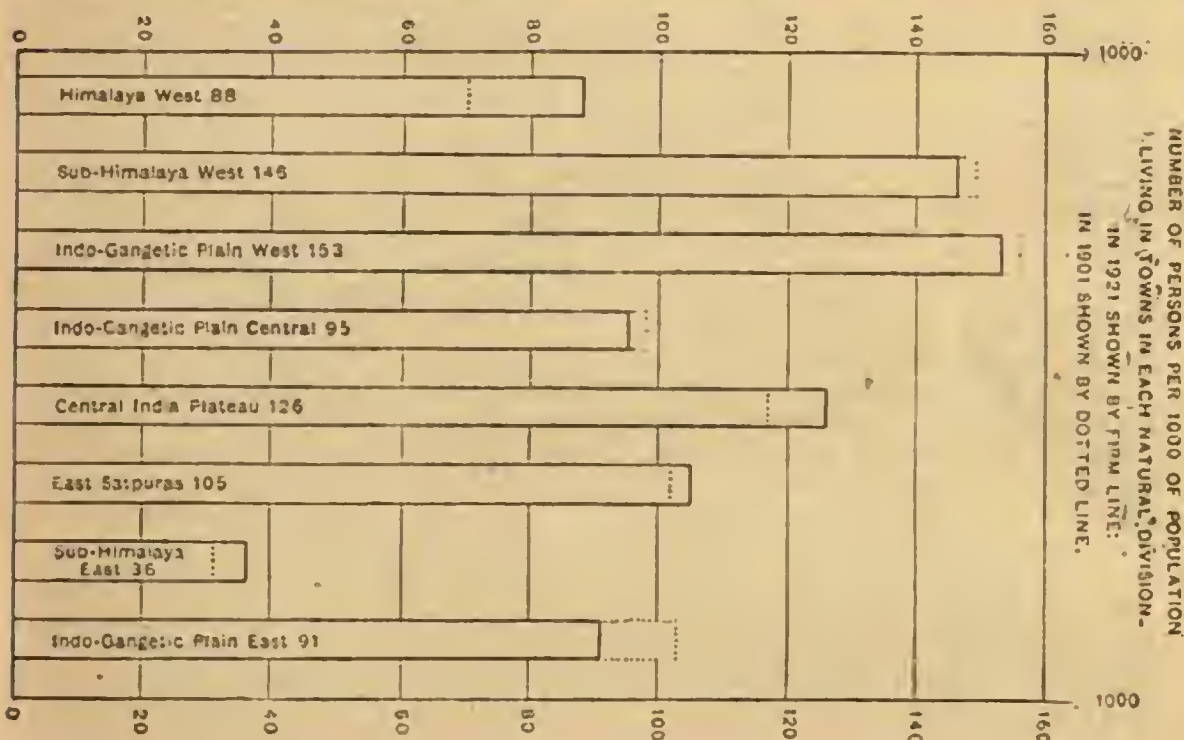 NUMBER OF PERSONS PER 1000 OF POPULATION
LIVING IN TOWNS IN EACH NATURAL DIVISION-
IN 1921 SHOWN BY FIRM LINE:
IN 1901 SHOWN BY DOTTED LINE.
0 20 40 60 80 100 120 140 160 1000
Himalaya West 88
Sub-Himalaya West 146
Indo-Gangetic Plain West 153
Indo-Gangetic Plain Central 95
Central India Plateau 126
East Satpuras 105
Sub-Himalaya
East 36
Indo-Gangetic Plain East 91
0 20 40 60 80 100 120 140 160 1000